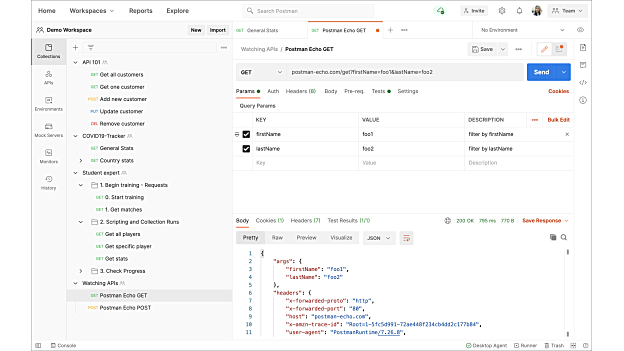 Home Workspaces Reports Explore Search Postman Invite Team
Demo Workspace New Import GET General Stats GET Postman Echo GET No Environment
Collections
APIs
Environments
Mock Servers
Monitors
History
API 101
GET Get all customers
GET Get one customer
POST Add new customer
PUT Update customer
DEL Remove customer
COVID19-Tracker
GET General Stats
Country stats
Student expert
1. Begin training - Requests
GET 0. Start training
GET 1. Get matches
2. Scripting and Collection Runs
GET Get all players
GET Get specific player
GET Get stats
3. Check Progress
Watching APIs
GET Postman Echo GET
POST Postman Echo POST
Watching APIs / Postman Echo GET Save
GET postman-echo.com/get?firstName=foo1&lastName=foo2 Send
Params Auth Headers (8) Body Pre-req. Tests Settings Cookies
Query Params
KEY VALUE DESCRIPTION Bulk Edit
firstName foo1 filter by firstName
lastName foo2 filter by lastName
Key Value Description
Body Cookies (1) Headers (7) Test Results (1/1) 200 OK 795 ms 770 B Save Response
Pretty Raw Preview Visualize JSON
1 {
2 "args": {
3 "firstName": "foo1",
4 "lastName": "foo2"
5 },
6 "headers": {
7 "x-forwarded-proto": "http",
8 "x-forwarded-port": "80",
9 "host": "postman-echo.com",
10 "x-amzn-trace-id": "Root=1-5fc5d991-72ae448f234cb4dd2c177b84",
11 "user-agent": "PostmanRuntime/7.26.8",
Console Desktop Agent Runner Trash